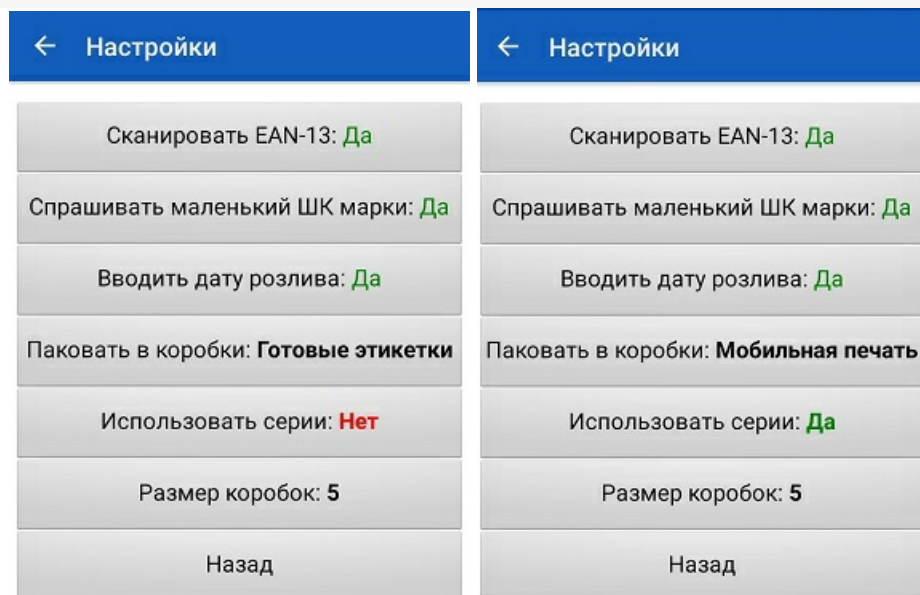 Настройки
Сканировать EAN-13: Да
Спрашивать маленький ШК марки: Да
Вводить дату розлива: Да
Паковать в коробки: Готовые этикетки
Использовать серии: Нет
Размер коробок: 5
Назад
Настройки
Сканировать EAN-13: Да
Спрашивать маленький ШК марки: Да
Вводить дату розлива: Да
Паковать в коробки: Мобильная печать
Использовать серии: Да
Размер коробок: 5
Назад